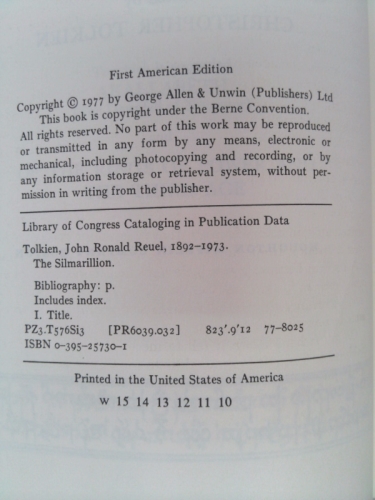 CHRISTOPHER TOLKIEN
First American Edition
Copyright © 1977 by George Allen & Unwin (Publishers) Ltd
This book is copyright under the Berne Convention.
All rights reserved. No part of this work may be reproduced
or transmitted in any form by any means, electronic or
mechanical, including photocopying and recording, or by
any information storage or retrieval system, without per-
mission in writing from the publisher.
Library of Congress Cataloging in Publication Data
Tolkien, John Ronald Reuel, 1892–1973.
The Silmarillion.
Bibliography: p.
Includes index.
I. Title.
PZ3.T576Si3 [PR6039.032] 823'.9'12 77–8025
ISBN 0–395–25730–1
Printed in the United States of America
W 15 14 13 12 11 10